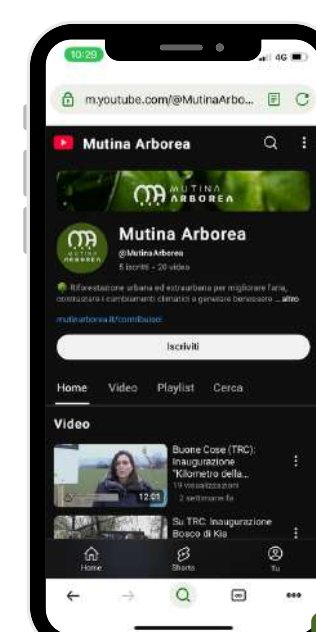 10:29
4G
m.youtube.com/@MutinaArbo...
Mutina Arborea
MUTINA
ARBOREA
MUTINA
ARBOREA
Mutina Arborea
@MutinaArborea
5 iscritti • 20 video
Riforestazione urbana ed extraurbana per migliorare l'aria,
contrastare i cambiamenti climatici e generare benessere ...altro
mutinarborea.it/contribuisci
Iscriviti
Home Video Playlist Cerca
Video
Buone Cose (TRC):
Inaugurazione
"Kilometro della...
19 visualizzazioni
2 settimane fa
12:01
Su TRC: Inaugurazione
Bosco di Kia
Home Shorts Tu